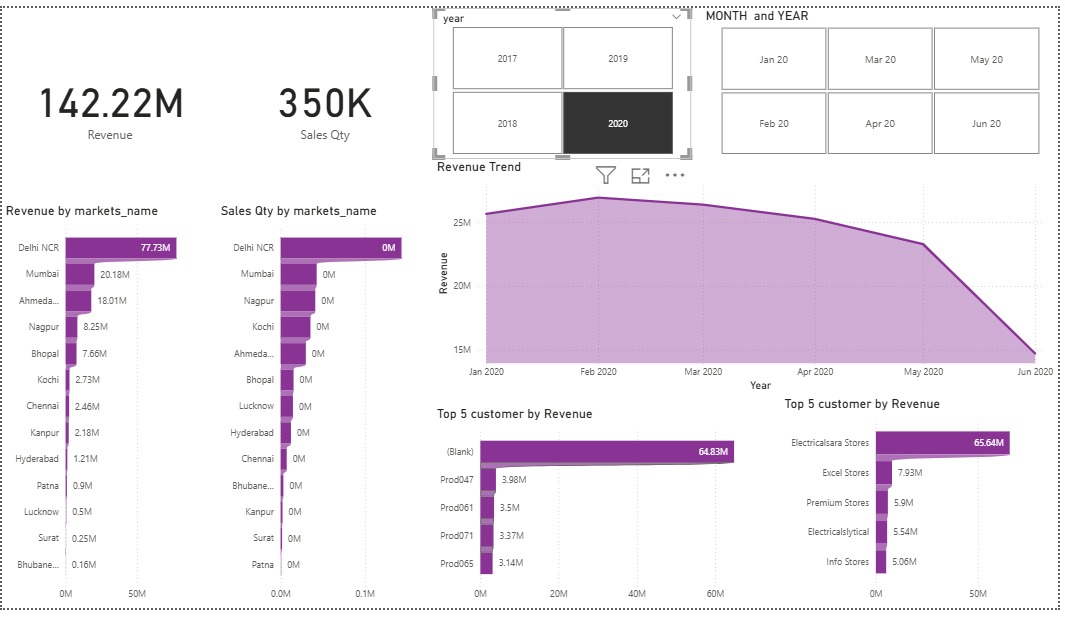 year
MONTH  and YEAR
2017
2019
2018
2020
Jan 20
Mar 20
May 20
Feb 20
Apr 20
Jun 20
142.22M
Revenue
350K
Sales Qty
Revenue by markets_name
Delhi NCR 77.73M
Mumbai 20.18M
Ahmeda... 18.01M
Nagpur 8.25M
Bhopal 7.66M
Kochi 2.73M
Chennai 2.46M
Kanpur 2.18M
Hyderabad 1.21M
Patna 0.9M
Lucknow 0.5M
Surat 0.25M
Bhubane... 0.16M
0M 50M
Sales Qty by markets_name
Delhi NCR 0M
Mumbai 0M
Nagpur 0M
Kochi 0M
Ahmeda... 0M
Bhopal 0M
Lucknow 0M
Hyderabad 0M
Chennai 0M
Bhubane... 0M
Kanpur 0M
Surat 0M
Patna 0M
0.0M 0.1M
Revenue Trend
Revenue
25M
20M
15M
Jan 2020 Feb 2020 Mar 2020 Apr 2020 May 2020 Jun 2020
Year
Top 5 customer by Revenue
(Blank) 64.83M
Prod047 3.98M
Prod061 3.5M
Prod071 3.37M
Prod065 3.14M
0M 20M 40M 60M
Top 5 customer by Revenue
Electricalsara Stores 65.64M
Excel Stores 7.93M
Premium Stores 5.9M
Electricalslytical 5.54M
Info Stores 5.06M
0M 50M